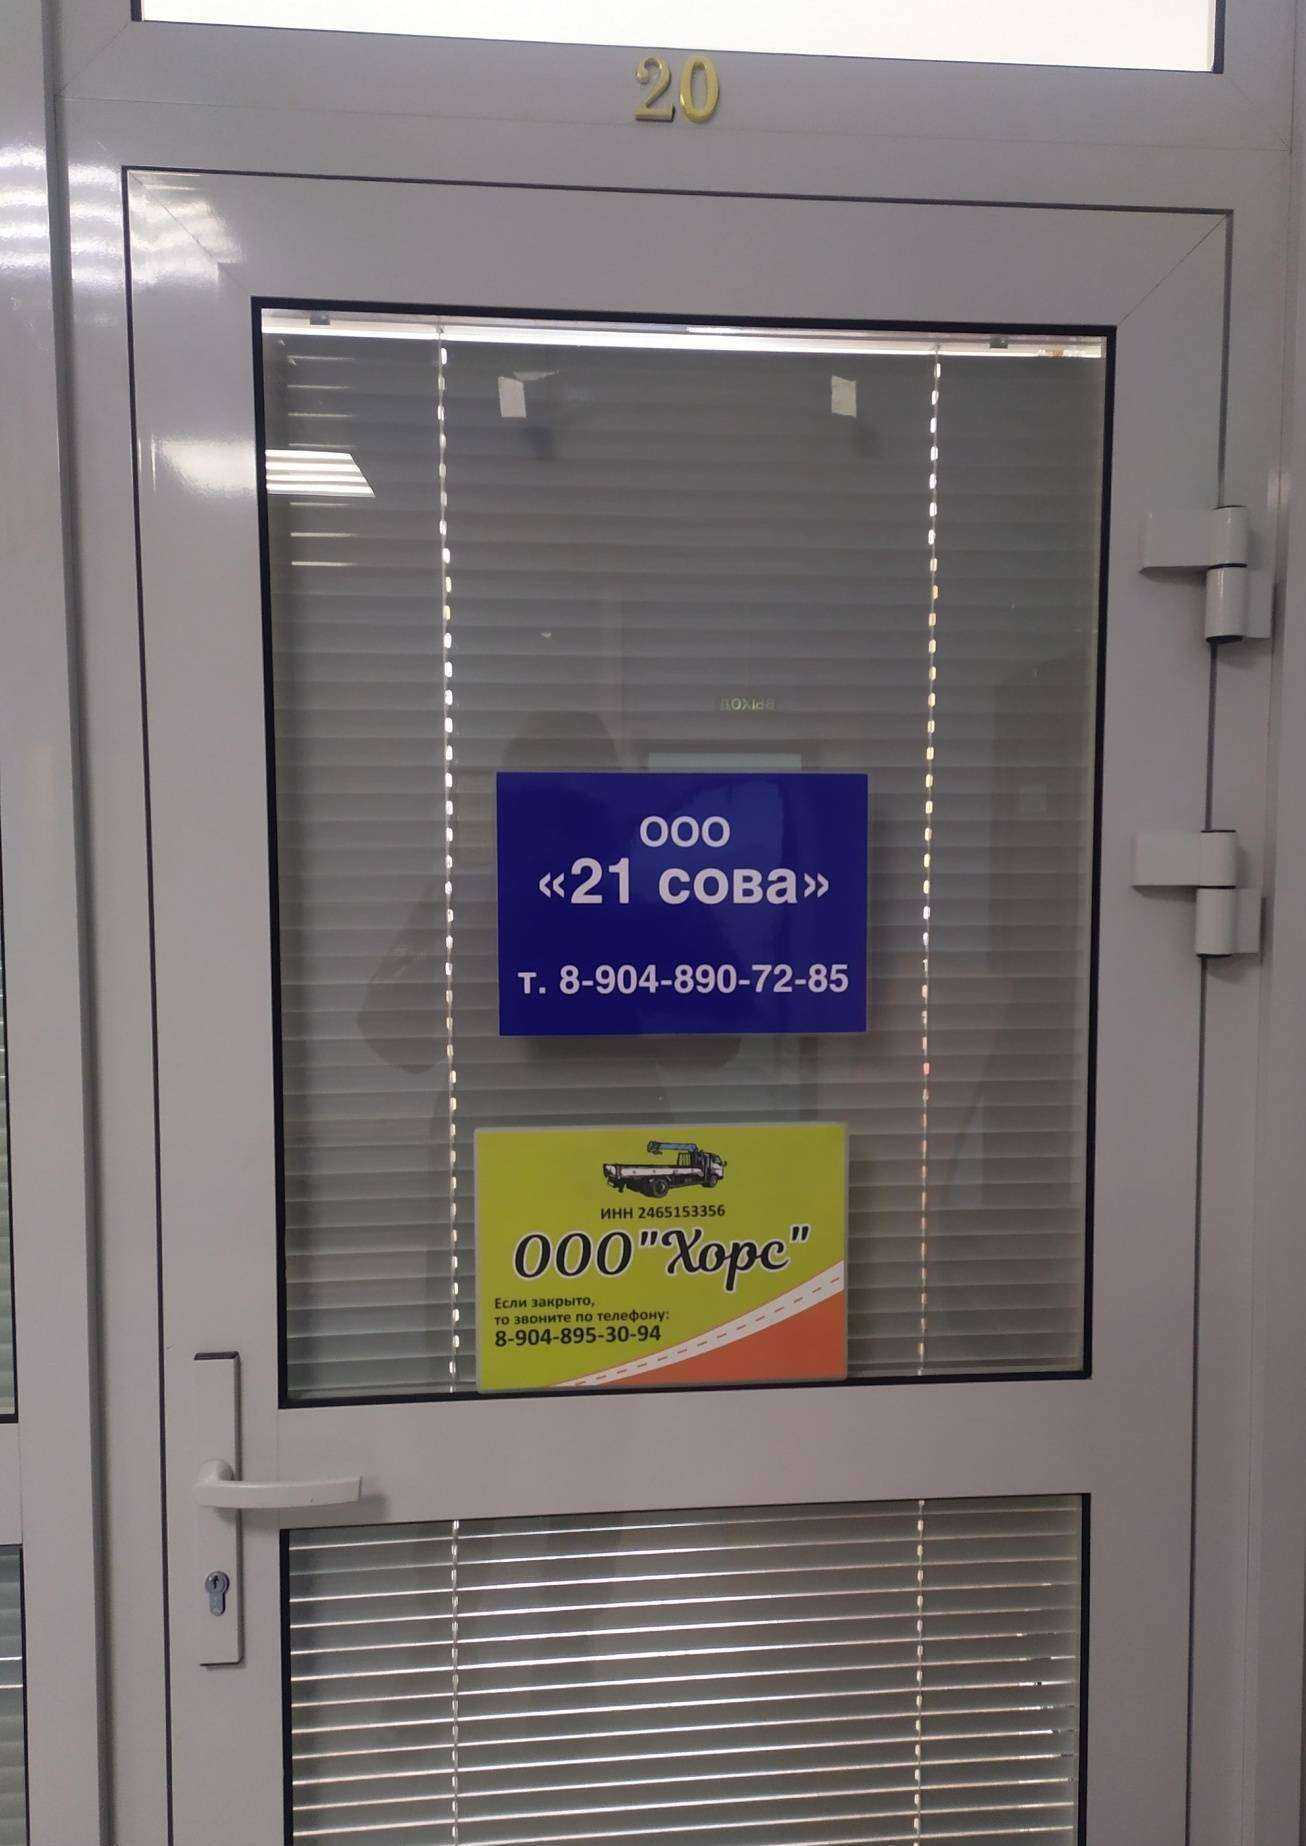 20
ВЫХОД
ООО
«21 сова»
т. 8-904-890-72-85
ИНН 2465153356
ООО"Хорс"
Если закрыто,
то звоните по телефону:
8-904-895-30-94